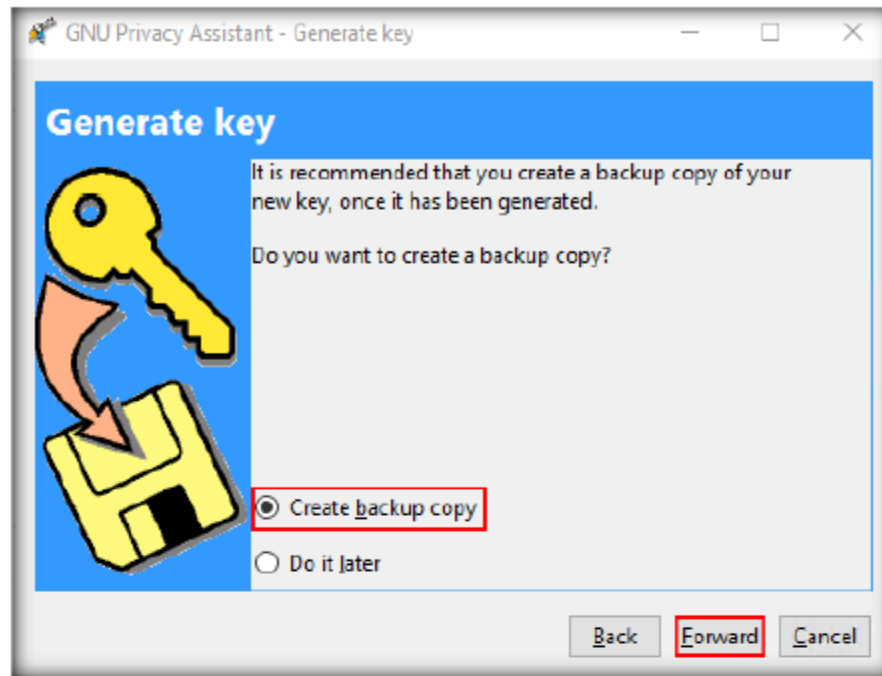 GNU Privacy Assistant - Generate key
Generate key
It is recommended that you create a backup copy of your
new key, once it has been generated.
Do you want to create a backup copy?
Create backup copy
Do it later
Back Forward Cancel